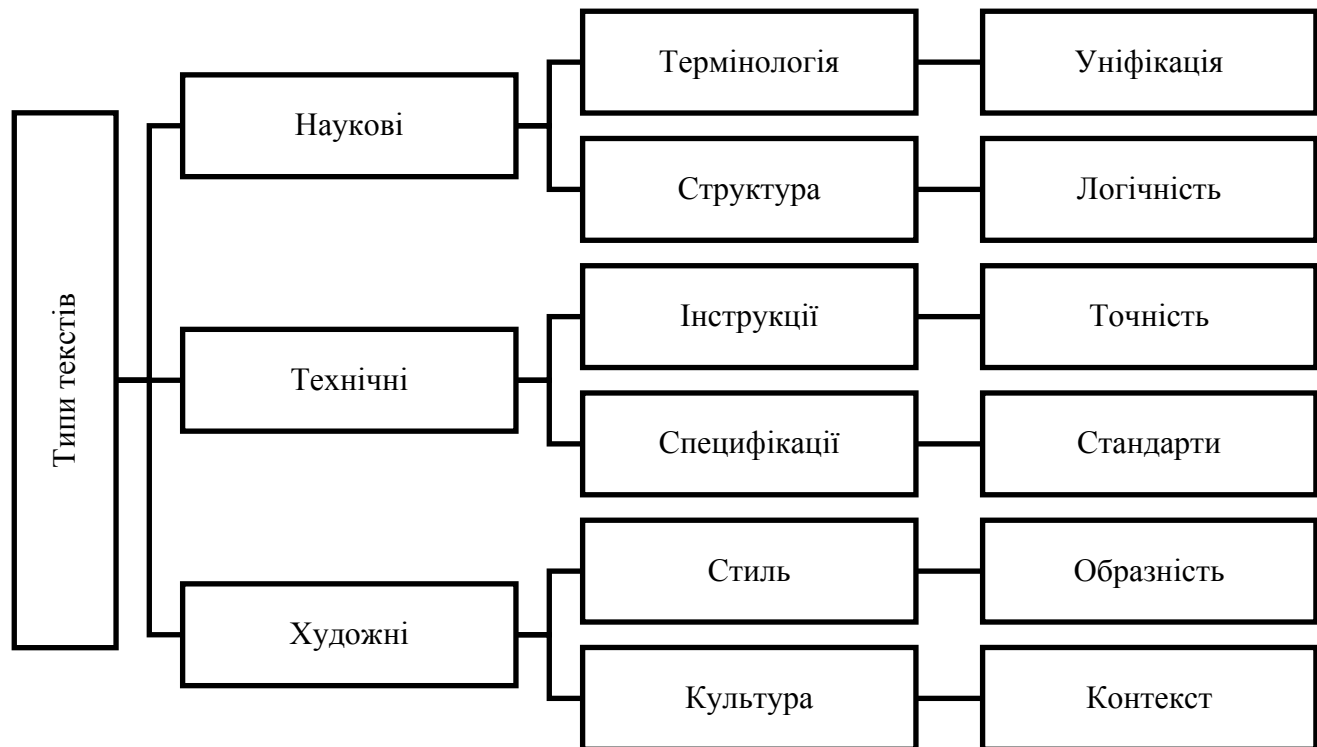 Типи текстів
Наукові
Термінологія
Уніфікація
Структура
Логічність
Технічні
Інструкції
Точність
Специфікації
Стандарти
Художні
Стиль
Образність
Культура
Контекст